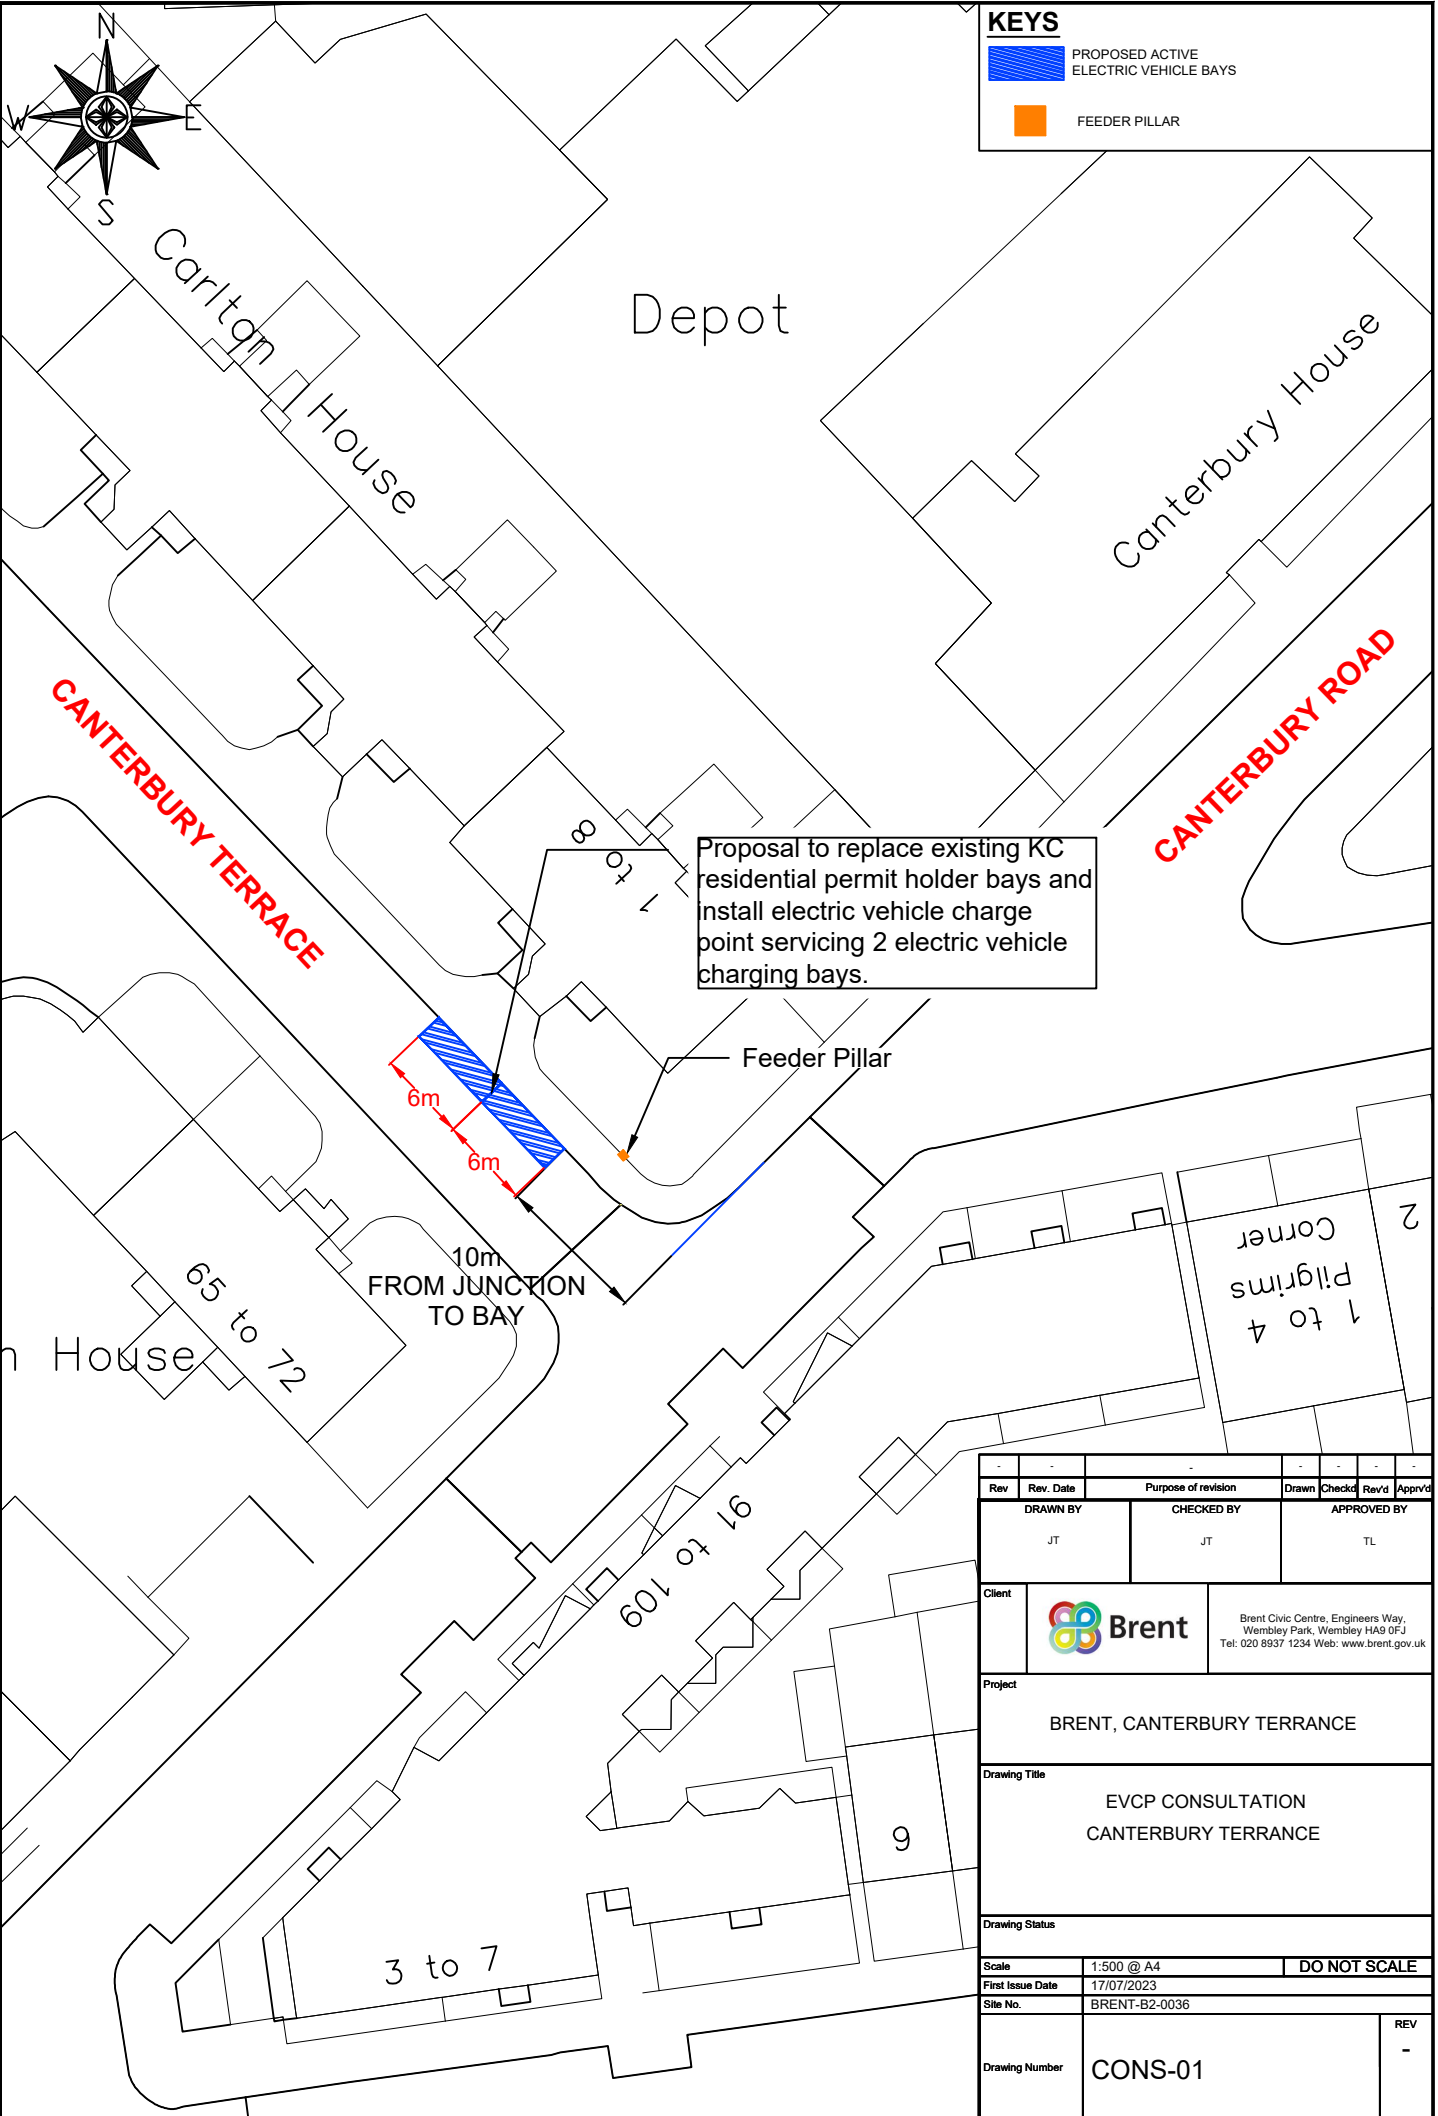 N
W
E
S
KEYS
PROPOSED ACTIVE
ELECTRIC VEHICLE BAYS
FEEDER PILLAR
Carlton House
Depot
Canterbury House
CANTERBURY TERRACE
CANTERBURY ROAD
1 to 8
Proposal to replace existing KC
residential permit holder bays and
install electric vehicle charge
point servicing 2 electric vehicle
charging bays.
Feeder Pillar
6m
6m
10m
FROM JUNCTION
TO BAY
65 to 72
n House
1 to 4
Pilgrims
Corner
2
91 to 109
9
3 to 7
- - - - - - -
Rev Rev. Date Purpose of revision Drawn Checkd Rev'd Apprv'd
DRAWN BY CHECKED BY APPROVED BY
JT JT TL
Client
Brent
Brent Civic Centre, Engineers Way,
Wembley Park, Wembley HA9 0FJ
Tel: 020 8937 1234 Web: www.brent.gov.uk
Project
BRENT, CANTERBURY TERRANCE
Drawing Title
EVCP CONSULTATION
CANTERBURY TERRANCE
Drawing Status
Scale 1:500 @ A4 DO NOT SCALE
First Issue Date 17/07/2023
Site No. BRENT-B2-0036
Drawing Number CONS-01
REV
-